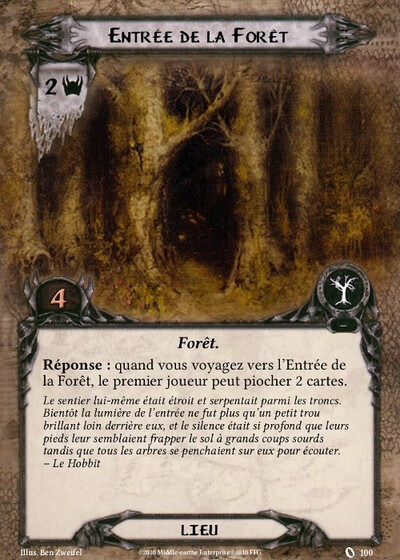 Entrée de la Forêt
2
4
–
Forêt.
Réponse : quand vous voyagez vers l'Entrée de
la Forêt, le premier joueur peut piocher 2 cartes.
Le sentier lui-même était étroit et serpentait parmi les troncs.
Bientôt la lumière de l'entrée ne fut plus qu'un petit trou
brillant loin derrière eux, et le silence était si profond que leurs
pieds leur semblaient frapper le sol à grands coups sourds
tandis que tous les arbres se penchaient sur eux pour écouter.
– Le Hobbit
LIEU
Illus. Ben Zweifel
©2010 Middle-earth Enterprise ©2010 FFG
100